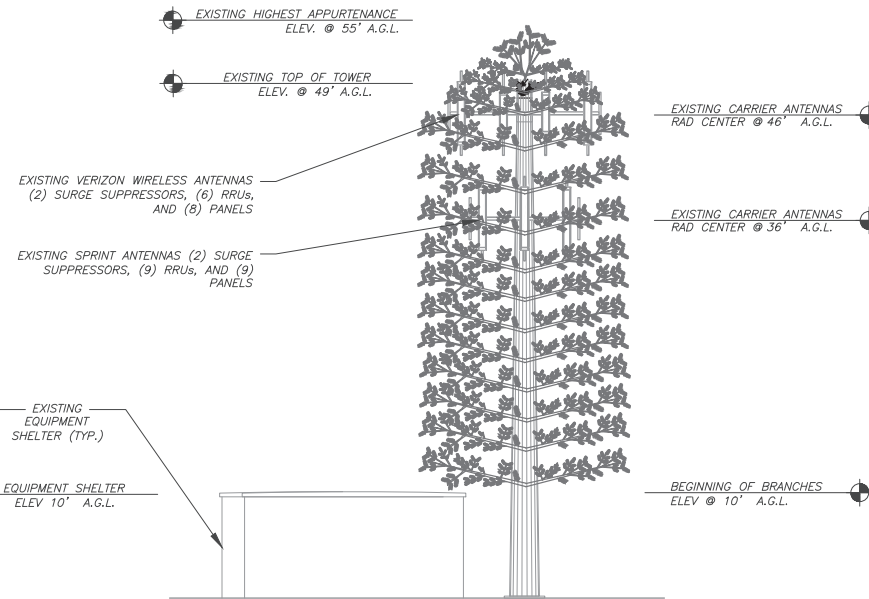 EXISTING HIGHEST APPURTENANCE
ELEV. @ 55' A.G.L.
EXISTING TOP OF TOWER
ELEV. @ 49' A.G.L.
EXISTING CARRIER ANTENNAS
RAD CENTER @ 46' A.G.L.
EXISTING VERIZON WIRELESS ANTENNAS
(2) SURGE SUPPRESSORS, (6) RRUs,
AND (8) PANELS
EXISTING CARRIER ANTENNAS
RAD CENTER @ 36' A.G.L.
EXISTING SPRINT ANTENNAS (2) SURGE
SUPPRESSORS, (9) RRUs, AND (9)
PANELS
EXISTING
EQUIPMENT
SHELTER (TYP.)
EQUIPMENT SHELTER
ELEV 10' A.G.L.
BEGINNING OF BRANCHES
ELEV @ 10' A.G.L.